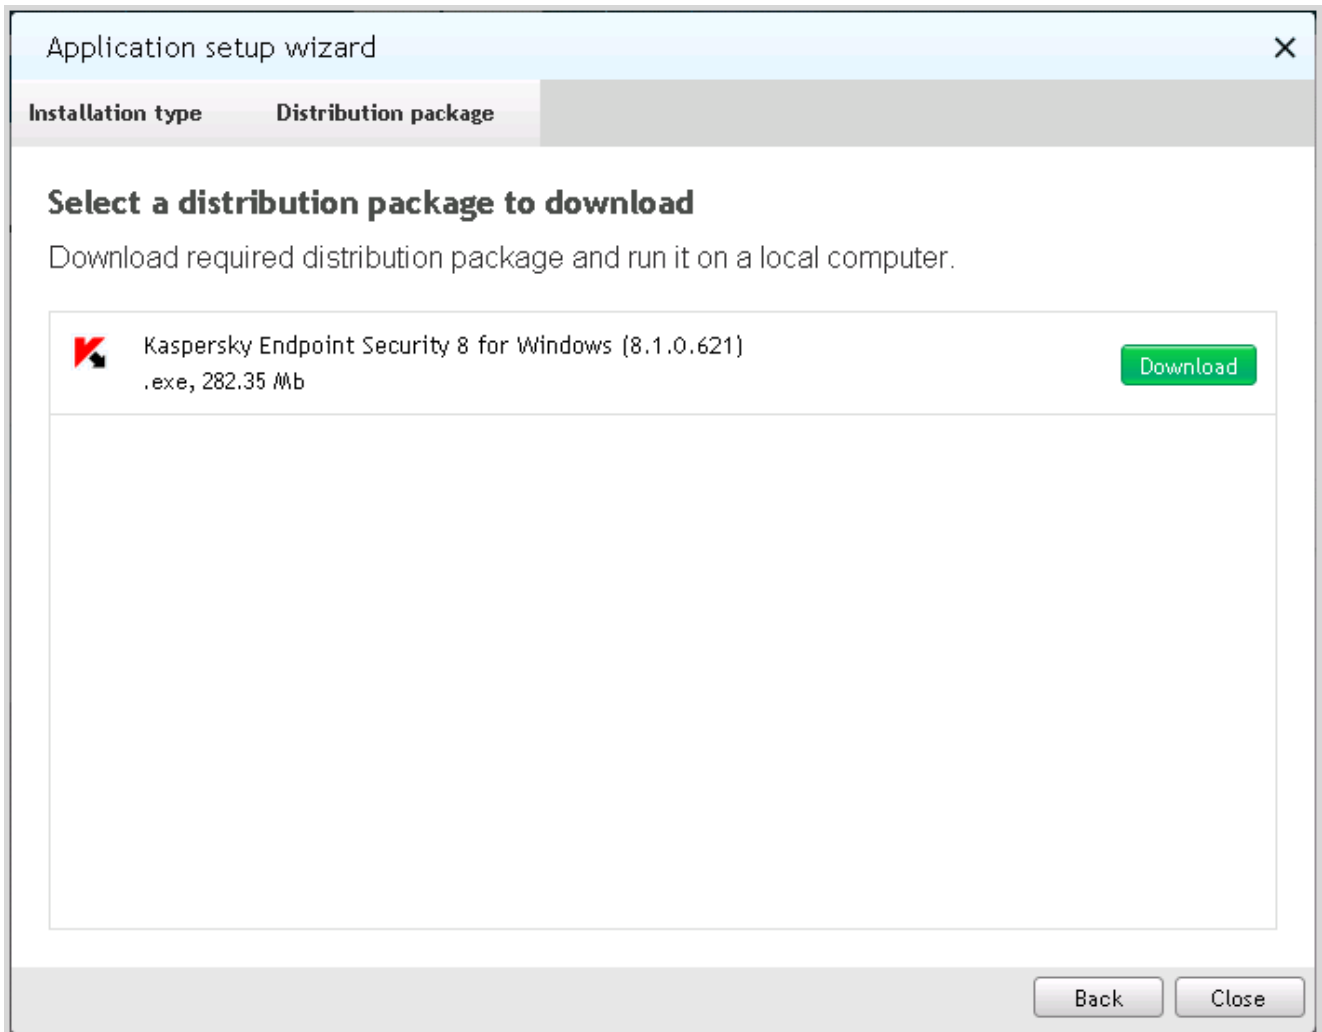 Application setup wizard
Installation type Distribution package
Select a distribution package to download
Download required distribution package and run it on a local computer.
Kaspersky Endpoint Security 8 for Windows (8.1.0.621)
.exe, 282.35 Mb
Download
Back Close